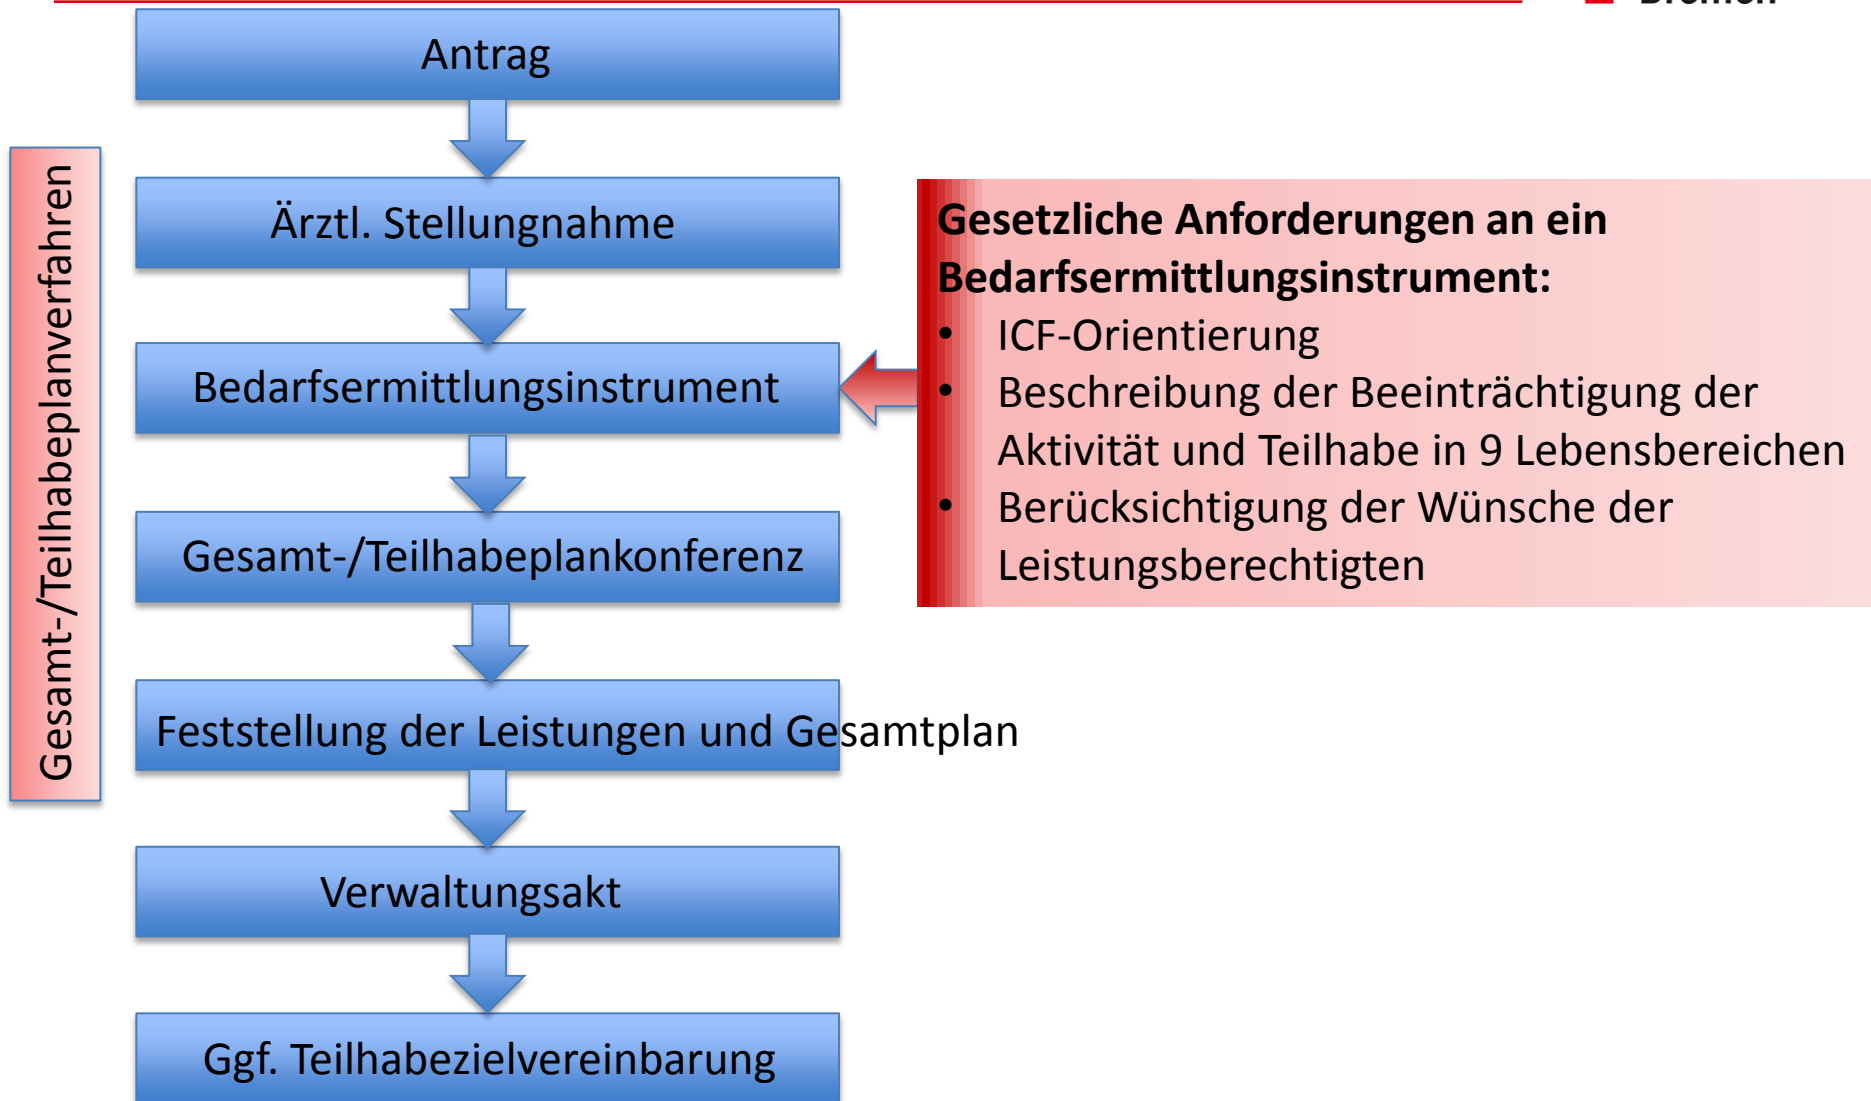 Antrag
Gesamt-/Teilhabeplanverfahren
Ärztl. Stellungnahme
Bedarfsermittlungsinstrument
Gesamt-/Teilhabeplankonferenz
Feststellung der Leistungen und Gesamtplan
Verwaltungsakt
Ggf. Teilhabezielvereinbarung
Gesetzliche Anforderungen an ein
Bedarfsermittlungsinstrument:
• ICF-Orientierung
• Beschreibung der Beeinträchtigung der
Aktivität und Teilhabe in 9 Lebensbereichen
• Berücksichtigung der Wünsche der
Leistungsberechtigten